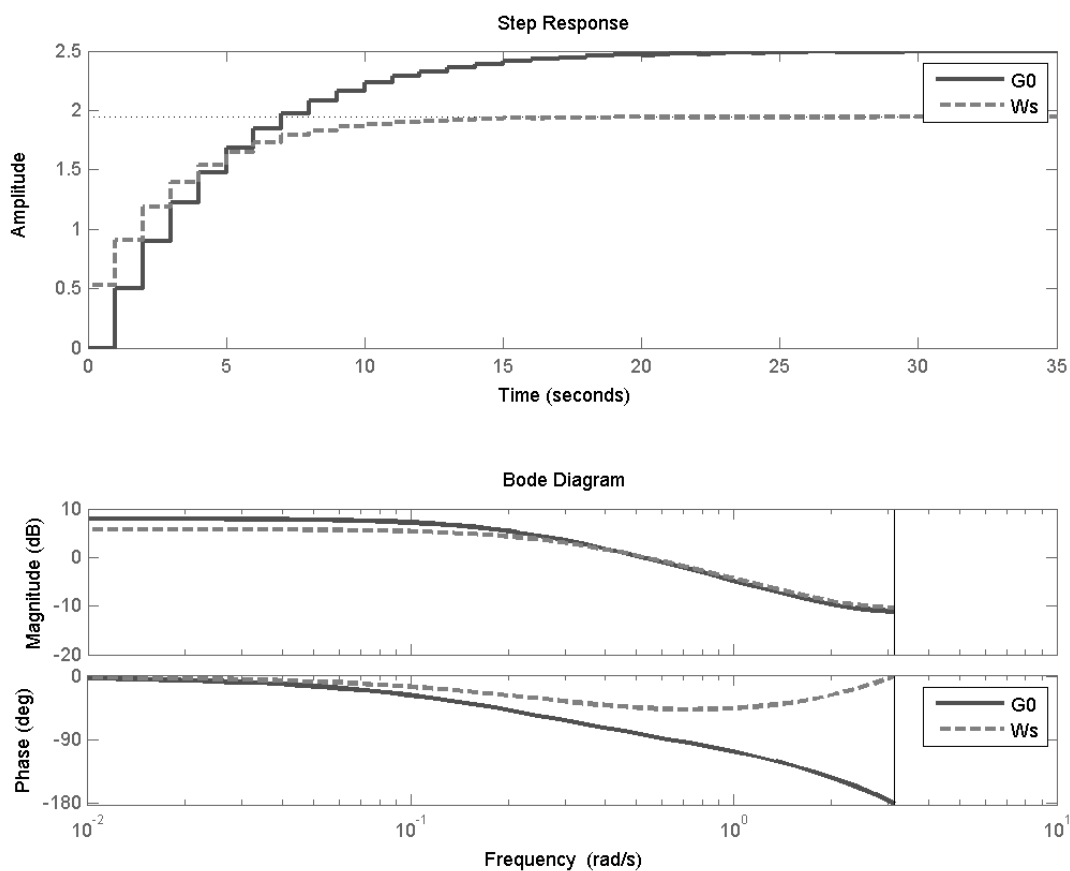 Step Response
2.5
2
1.5
1
0.5
0
Amplitude
G0
Ws
0 5 10 15 20 25 30 35
Time (seconds)
Bode Diagram
10
0
-10
-20
Magnitude (dB)
0
-90
-180
Phase (deg)
G0
Ws
10^-2 10^-1 10^0 10^1
Frequency (rad/s)